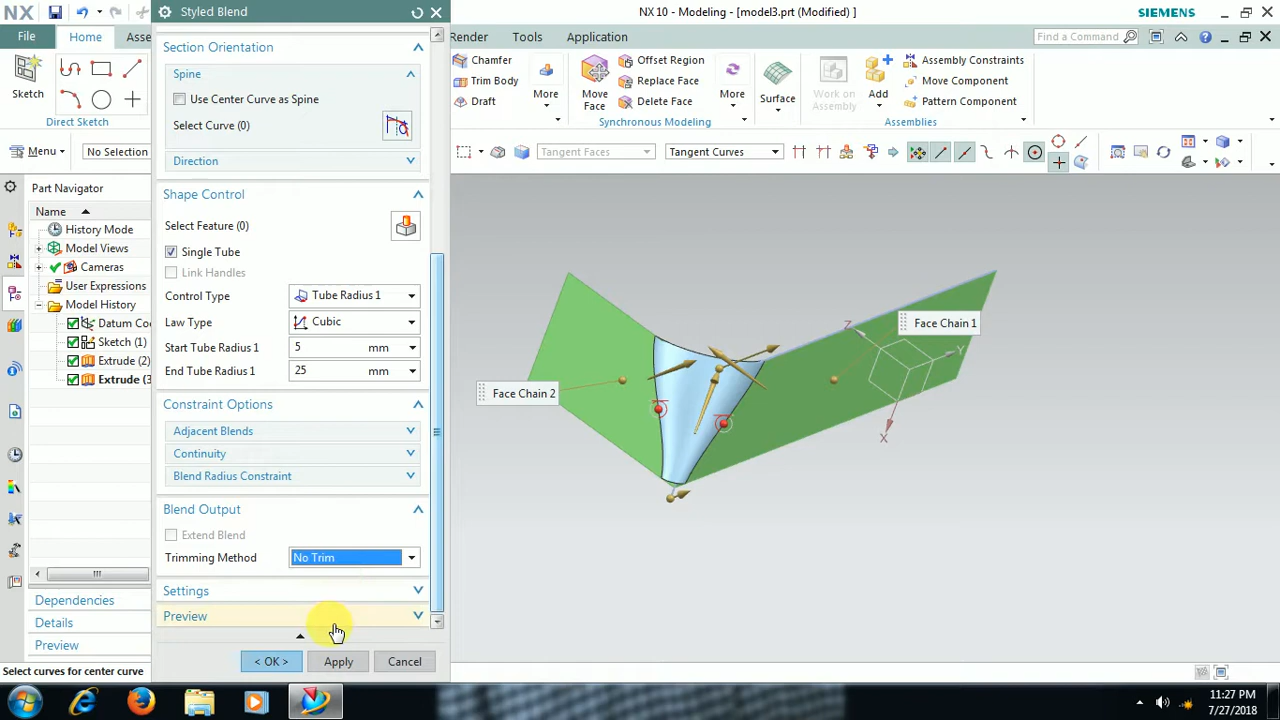 NX
Styled Blend
NX 10 - Modeling - [model3.prt (Modified) ]
SIEMENS
File
Home
Asse
Render
Tools
Application
Find a Command
Sketch
Direct Sketch
Chamfer
Trim Body
Draft
More
Move Face
Offset Region
Replace Face
Delete Face
More
Synchronous Modeling
Surface
Work on Assembly
Add
Assembly Constraints
Move Component
Pattern Component
Assemblies
Menu
No Selection
Tangent Faces
Tangent Curves
Part Navigator
Name
History Mode
Model Views
Cameras
User Expressions
Model History
Datum Co
Sketch (1)
Extrude (2)
Extrude (3
Dependencies
Details
Preview
Section Orientation
Spine
Use Center Curve as Spine
Select Curve (0)
Direction
Shape Control
Select Feature (0)
Single Tube
Link Handles
Control Type
Tube Radius 1
Law Type
Cubic
Start Tube Radius 1
5
mm
End Tube Radius 1
25
mm
Constraint Options
Adjacent Blends
Continuity
Blend Radius Constraint
Blend Output
Extend Blend
Trimming Method
No Trim
Settings
Preview
< OK >
Apply
Cancel
Face Chain 1
Face Chain 2
Z
Y
X
Select curves for center curve
11:27 PM
7/27/2018